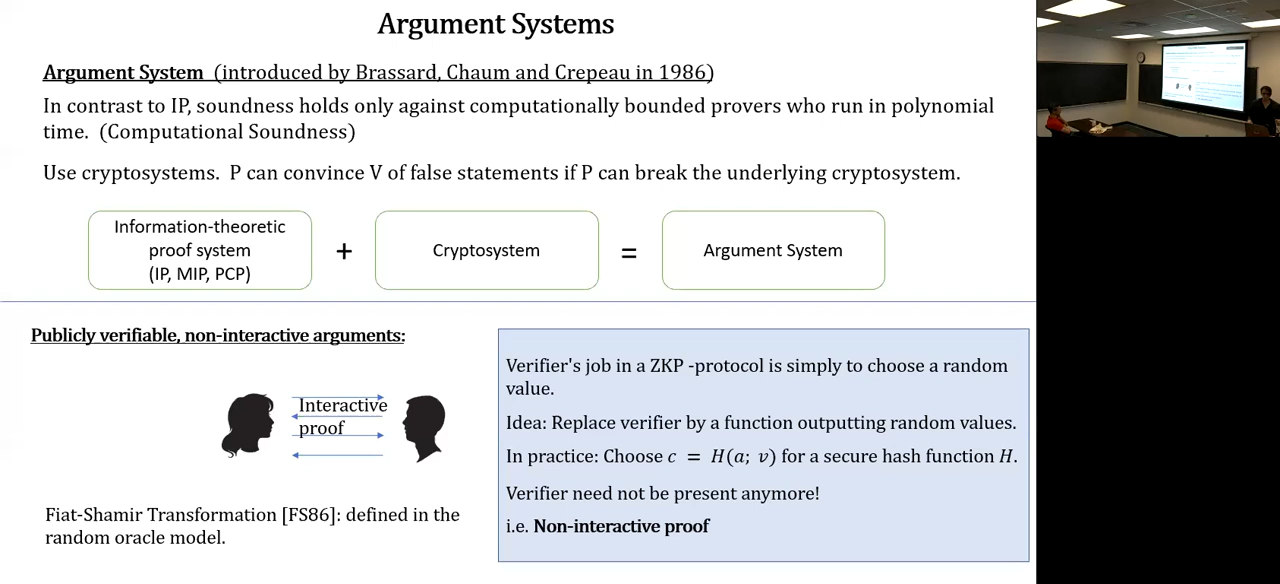 Argument Systems
Argument System (introduced by Brassard, Chaum and Crepeau in 1986)
In contrast to IP, soundness holds only against computationally bounded provers who run in polynomial
time. (Computational Soundness)
Use cryptosystems. P can convince V of false statements if P can break the underlying cryptosystem.
Information-theoretic
proof system
(IP, MIP, PCP)
+
Cryptosystem
=
Argument System
Publicly verifiable, non-interactive arguments:
Interactive
proof
Fiat-Shamir Transformation [FS86]: defined in the
random oracle model.
Verifier's job in a ZKP -protocol is simply to choose a random
value.
Idea: Replace verifier by a function outputting random values.
In practice: Choose c = H(a; v) for a secure hash function H.
Verifier need not be present anymore!
i.e. Non-interactive proof